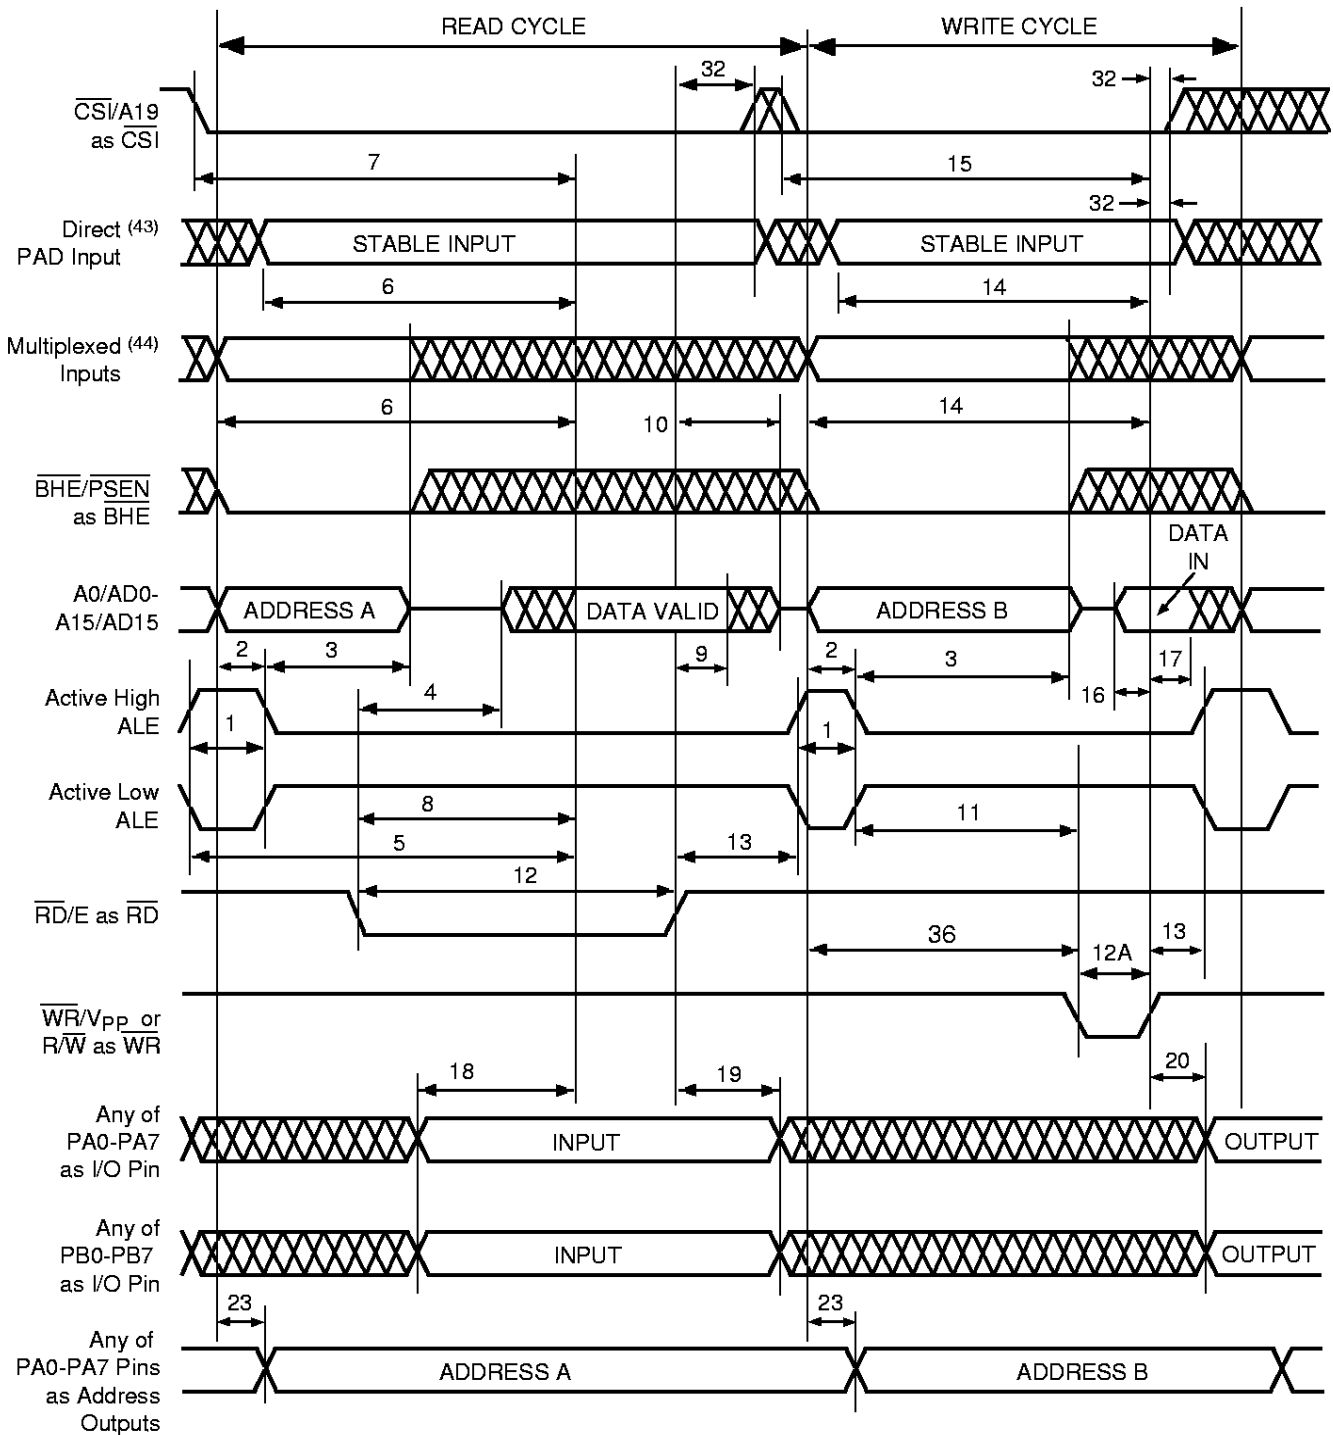 READ CYCLE
WRITE CYCLE
32
32
CSI/A19
as CSI
7
15
32
Direct (43)
PAD Input
STABLE INPUT
STABLE INPUT
6
14
Multiplexed (44)
Inputs
6
10
14
BHE/PSEN
as BHE
DATA
IN
A0/AD0-
A15/AD15
ADDRESS A
DATA VALID
ADDRESS B
2
3
9
2
3
17
Active High
ALE
4
16
1
1
Active Low
ALE
8
11
5
13
12
RD/E as RD
36
12A
13
WR/VPP or
R/W as WR
18
19
20
Any of
PA0-PA7
as I/O Pin
INPUT
OUTPUT
Any of
PB0-PB7
as I/O Pin
INPUT
OUTPUT
23
23
Any of
PA0-PA7 Pins
as Address
Outputs
ADDRESS A
ADDRESS B